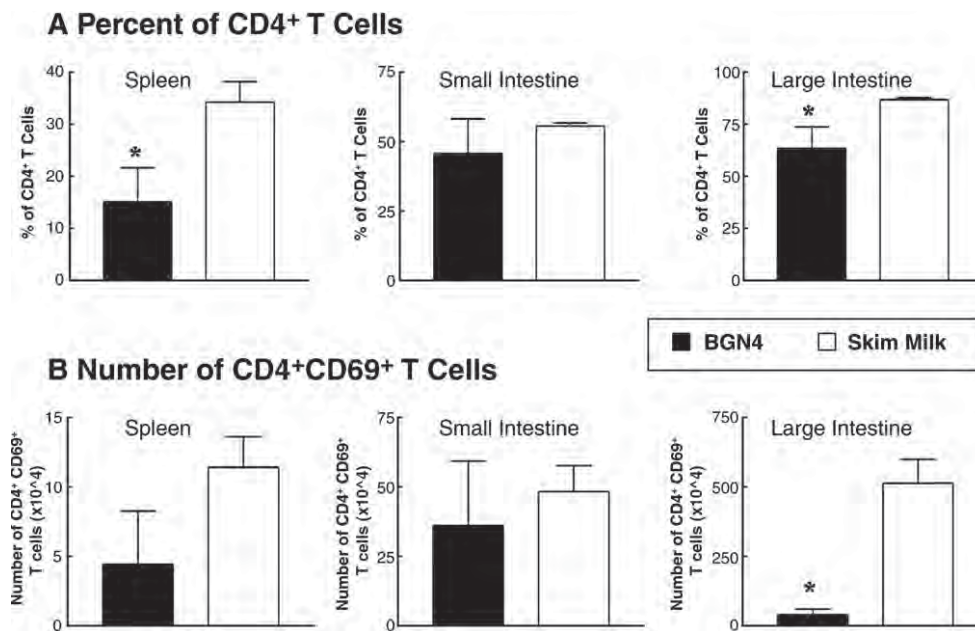 A Percent of CD4+ T Cells
Spleen
% of CD4+ T Cells
40
30
20
10
0
*
Small Intestine
% of CD4+ T Cells
75
50
25
0
Large Intestine
% of CD4+ T Cells
100
75
50
25
0
*
BGN4 Skim Milk
B Number of CD4+CD69+ T Cells
Spleen
Number of CD4+ CD69+
T cells (x10^4)
15
10
5
0
Small Intestine
Number of CD4+ CD69+
T cells (x10^4)
75
50
25
0
Large Intestine
Number of CD4+ CD69+
T cells (x10^4)
750
500
250
0
*